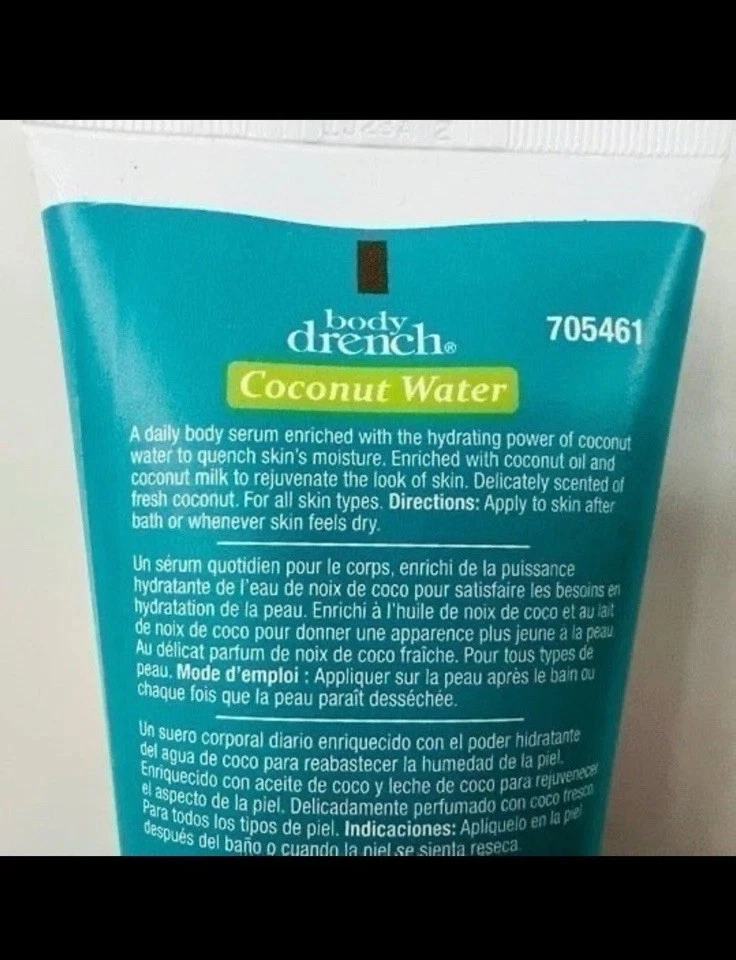 body
drench®
705461
Coconut Water
A daily body serum enriched with the hydrating power of coconut
water to quench skin's moisture. Enriched with coconut oil and
coconut milk to rejuvenate the look of skin. Delicately scented of
fresh coconut. For all skin types. Directions: Apply to skin after
bath or whenever skin feels dry.
Un sérum quotidien pour le corps, enrichi de la puissance
hydratante de l'eau de noix de coco pour satisfaire les besoins en
hydratation de la peau. Enrichi à l'huile de noix de coco et au lait
de noix de coco pour donner une apparence plus jeune à la peau
Au délicat parfum de noix de coco fraîche. Pour tous types de
peau. Mode d'emploi : Appliquer sur la peau après le bain ou
chaque fois que la peau paraît desséchée.
Un suero corporal diario enriquecido con el poder hidratante
del agua de coco para reabastecer la humedad de la piel.
Enriquecido con aceite de coco y leche de coco para rejuvenecer
el aspecto de la piel. Delicadamente perfumado con coco fresco.
Para todos los tipos de piel. Indicaciones: Aplíquelo en la piel
después del baño o cuando la piel se sienta reseca.